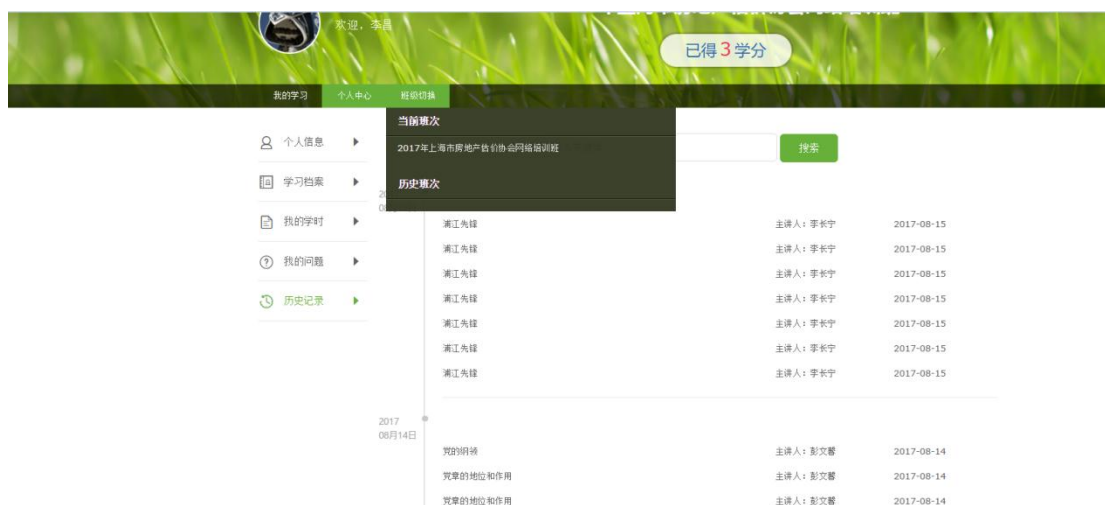 欢迎，李昌
已得3学分
我的学习 个人中心 班级切换
当前班次
2017年上海市房地产估价协会网络培训班
历史班次
搜索
个人信息
学习档案
我的学时
我的问题
历史记录
浦江先锋 主讲人：李长宁 2017-08-15
浦江先锋 主讲人：李长宁 2017-08-15
浦江先锋 主讲人：李长宁 2017-08-15
浦江先锋 主讲人：李长宁 2017-08-15
浦江先锋 主讲人：李长宁 2017-08-15
浦江先锋 主讲人：李长宁 2017-08-15
浦江先锋 主讲人：李长宁 2017-08-15
2017
08月14日
党的纲领 主讲人：彭文馨 2017-08-14
党章的地位和作用 主讲人：彭文馨 2017-08-14
党章的地位和作用 主讲人：彭文馨 2017-08-14